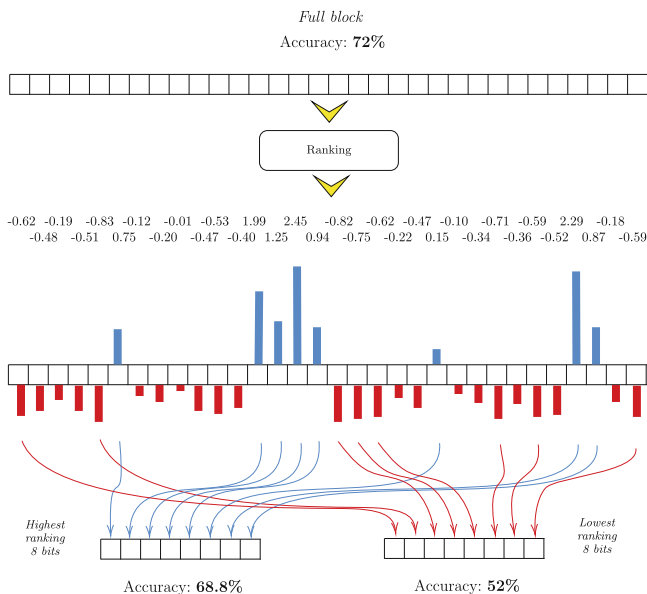 Full block
Accuracy: 72%
Ranking
-0.62 -0.19 -0.83 -0.12 -0.01 -0.53 1.99 2.45 -0.82 -0.62 -0.47 -0.10 -0.71 -0.59 2.29 -0.18
-0.48 -0.51 0.75 -0.20 -0.47 -0.40 1.25 0.94 -0.75 -0.22 0.15 -0.34 -0.36 -0.52 0.87 -0.59
Highest
ranking
8 bits
Lowest
ranking
8 bits
Accuracy: 68.8%
Accuracy: 52%